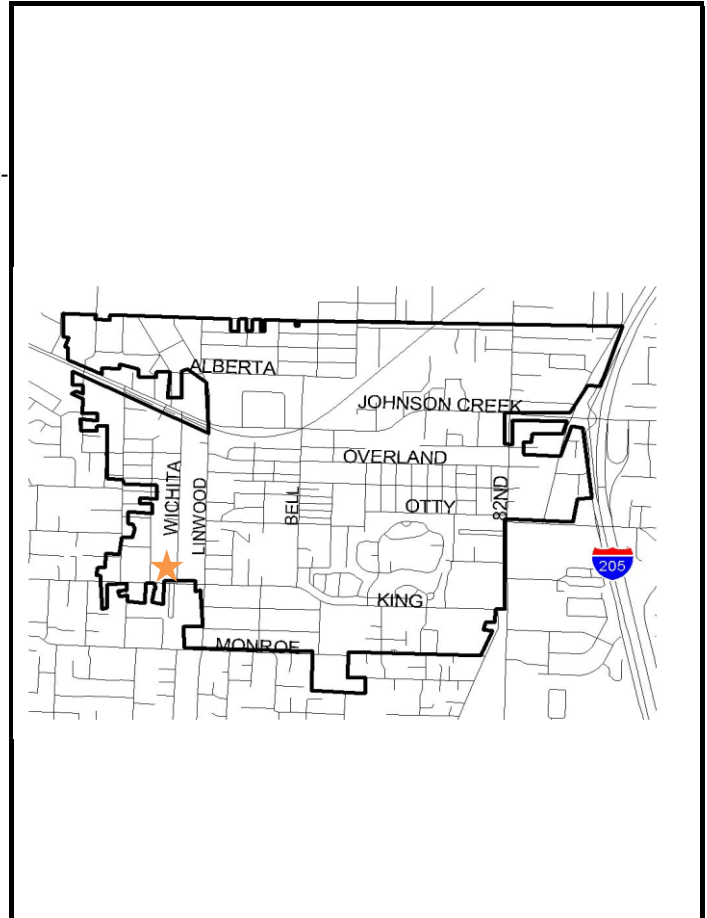 -
ALBERTA
JOHNSON CREEK
OVERLAND
WICHITA
LINWOOD
BELL
OTTY
82ND
205
KING
MONROE